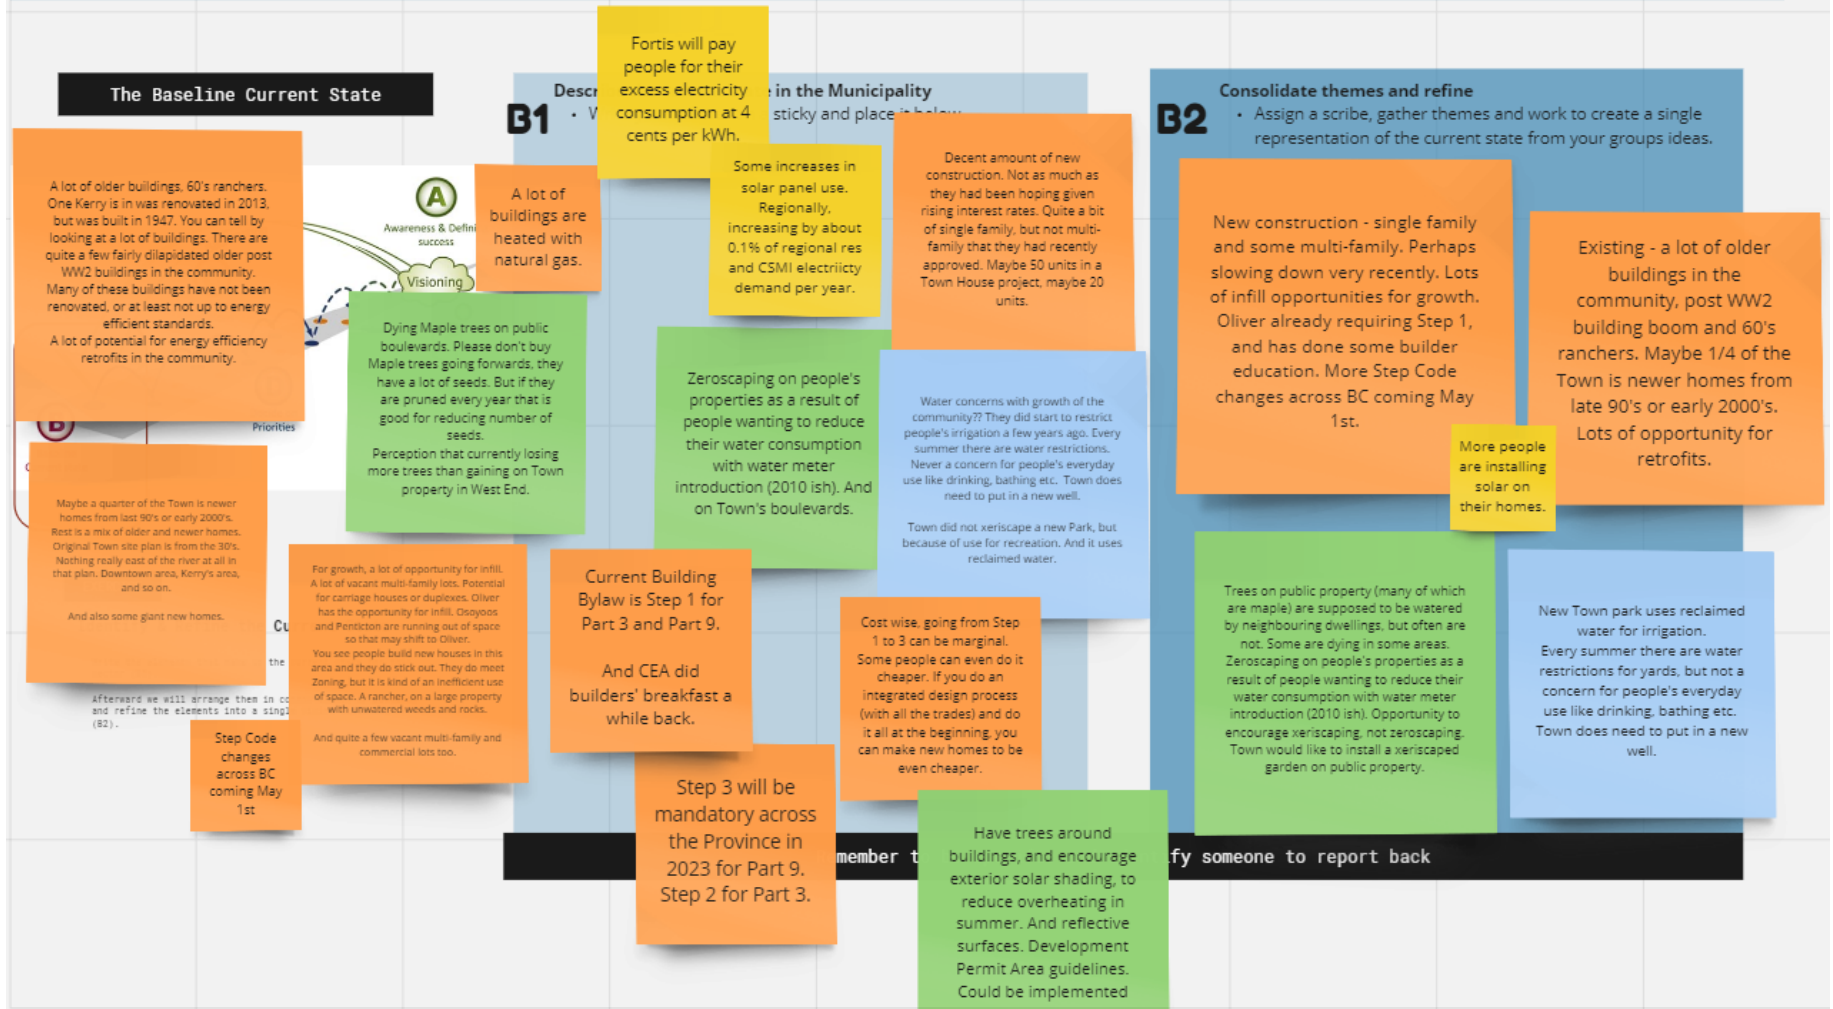 The Baseline Current State
A lot of older buildings, 60's ranchers.
One Kerry is in was renovated in 2013,
but was built in 1947. You can tell by
looking at a lot of buildings. There are
quite a few fairly dilapidated older post
WW2 buildings in the community.
Many of these buildings have not been
renovated, or at least not up to energy
efficient standards.
A lot of potential for energy efficiency
retrofits in the community.
A
Awareness & Defini
success
Visioning
B
Priorities
A lot of
buildings are
heated with
natural gas.
Dying Maple trees on public
boulevards. Please don't buy
Maple trees going forwards, they
have a lot of seeds. But if they
are pruned every year that is
good for reducing number of
seeds.
Perception that currently losing
more trees than gaining on Town
property in West End.
Maybe a quarter of the Town is newer
homes from last 90's or early 2000's.
Rest is a mix of older and newer homes.
Original Town site plan is from the 30's.
Nothing really east of the river at all in
that plan. Downtown area, Kerry's area,
and so on.
And also some giant new homes.
Cu
the
Afterward we will arrange them in co
and refine the elements into a singl
(B2).
For growth, a lot of opportunity for infill.
A lot of vacant multi-family lots. Potential
for carriage houses or duplexes. Oliver
has the opportunity for infill. Osoyoos
and Penticton are running out of space
so that may shift to Oliver.
You see people build new houses in this
area and they do stick out. They do meet
Zoning, but it is kind of an inefficient use
of space. A rancher, on a large property
with unwatered weeds and rocks.
And quite a few vacant multi-family and
commercial lots too.
Step Code
changes
across BC
coming May
1st
B1
Descr
e in the Municipality
• W
sticky and place it below
Fortis will pay
people for their
excess electricity
consumption at 4
cents per kWh.
Some increases in
solar panel use.
Regionally,
increasing by about
0.1% of regional res
and CSMI electriicty
demand per year.
Decent amount of new
construction. Not as much as
they had been hoping given
rising interest rates. Quite a bit
of single family, but not multi-
family that they had recently
approved. Maybe 50 units in a
Town House project, maybe 20
units.
Zeroscaping on people's
properties as a result of
people wanting to reduce
their water consumption
with water meter
introduction (2010 ish). And
on Town's boulevards.
Water concerns with growth of the
community?? They did start to restrict
people's irrigation a few years ago. Every
summer there are water restrictions.
Never a concern for people's everyday
use like drinking, bathing etc. Town does
need to put in a new well.
Town did not xeriscape a new Park, but
because of use for recreation. And it uses
reclaimed water.
Current Building
Bylaw is Step 1 for
Part 3 and Part 9.
And CEA did
builders' breakfast a
while back.
Cost wise, going from Step
1 to 3 can be marginal.
Some people can even do it
cheaper. If you do an
integrated design process
(with all the trades) and do
it all at the beginning, you
can make new homes to be
even cheaper.
Step 3 will be
mandatory across
the Province in
2023 for Part 9.
Step 2 for Part 3.
Have trees around
buildings, and encourage
exterior solar shading, to
reduce overheating in
summer. And reflective
surfaces. Development
Permit Area guidelines.
Could be implemented
member t
fy someone to report back
B2
Consolidate themes and refine
• Assign a scribe, gather themes and work to create a single
representation of the current state from your groups ideas.
New construction - single family
and some multi-family. Perhaps
slowing down very recently. Lots
of infill opportunities for growth.
Oliver already requiring Step 1,
and has done some builder
education. More Step Code
changes across BC coming May
1st.
Existing - a lot of older
buildings in the
community, post WW2
building boom and 60's
ranchers. Maybe 1/4 of the
Town is newer homes from
late 90's or early 2000's.
Lots of opportunity for
retrofits.
More people
are installing
solar on
their homes.
Trees on public property (many of which
are maple) are supposed to be watered
by neighbouring dwellings, but often are
not. Some are dying in some areas.
Zeroscaping on people's properties as a
result of people wanting to reduce their
water consumption with water meter
introduction (2010 ish). Opportunity to
encourage xeriscaping, not zeroscaping.
Town would like to install a xeriscaped
garden on public property.
New Town park uses reclaimed
water for irrigation.
Every summer there are water
restrictions for yards, but not a
concern for people's everyday
use like drinking, bathing etc.
Town does need to put in a new
well.